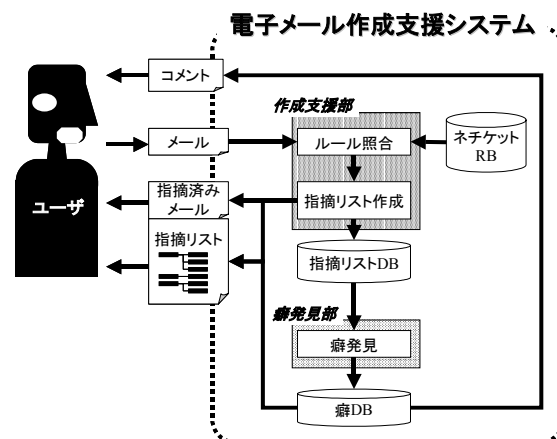 電子メール作成支援システム
コメント
作成支援部
メール
ルール照合
ネチケット
RB
指摘済み
メール
指摘リスト作成
ユーザ
指摘リスト
指摘リストDB
癖発見部
癖発見
癖DB